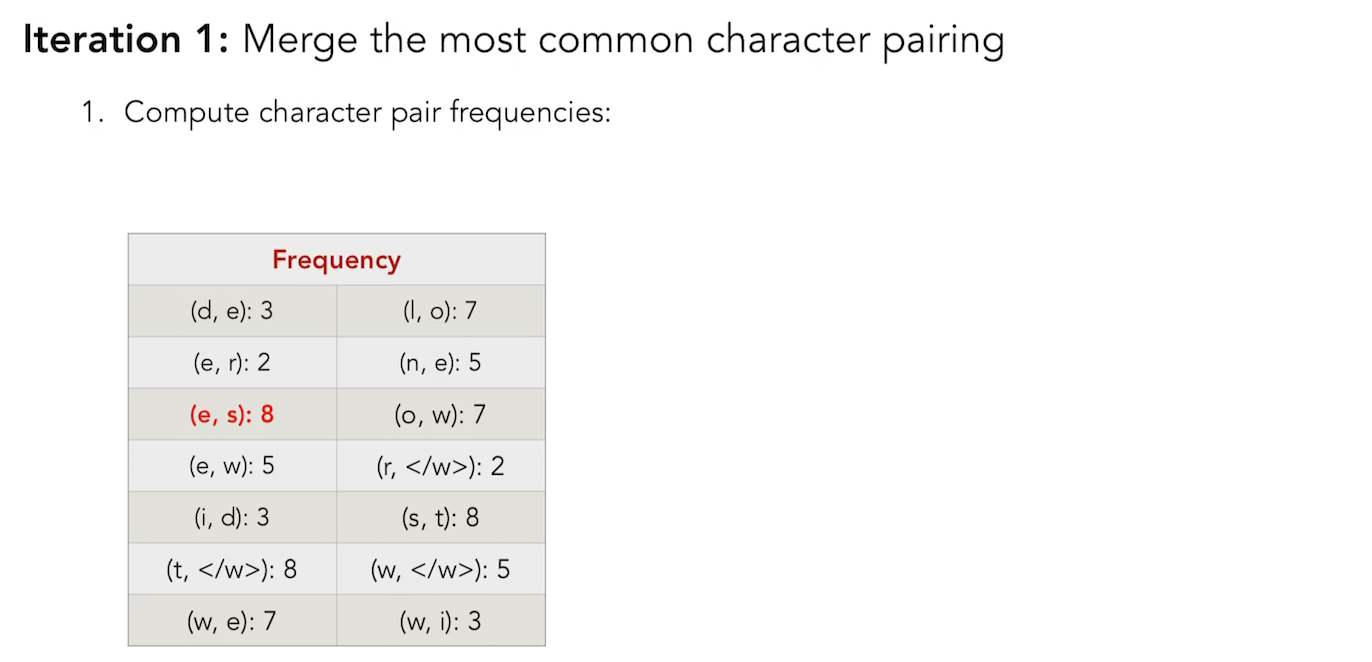 Iteration 1: Merge the most common character pairing
1. Compute character pair frequencies:
Frequency
(d, e): 3 (l, o): 7
(e, r): 2 (n, e): 5
(e, s): 8 (o, w): 7
(e, w): 5 (r, </w>): 2
(i, d): 3 (s, t): 8
(t, </w>): 8 (w, </w>): 5
(w, e): 7 (w, i): 3